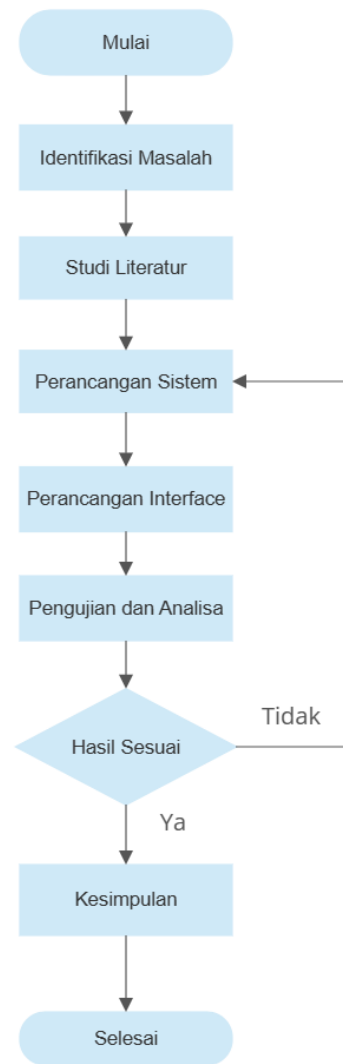 Mulai
Identifikasi Masalah
Studi Literatur
Perancangan Sistem
Perancangan Interface
Pengujian dan Analisa
Hasil Sesuai
Tidak
Ya
Kesimpulan
Selesai